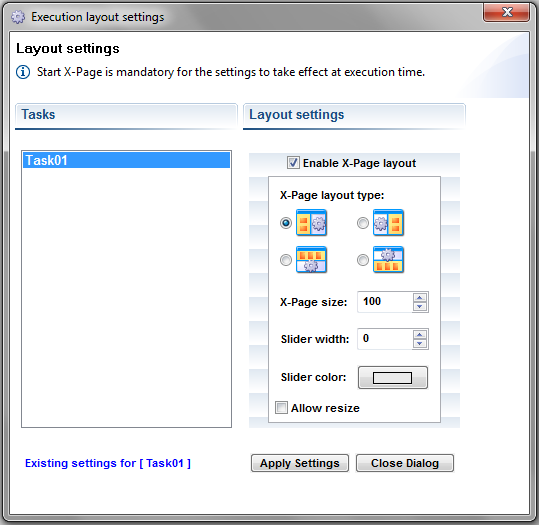 Execution layout settings
Layout settings
Start X-Page is mandatory for the settings to take effect at execution time.
Tasks
Layout settings
Task01
Enable X-Page layout
X-Page layout type:
X-Page size: 100
Slider width: 0
Slider color:
Allow resize
Existing settings for [ Task01 ]
Apply Settings
Close Dialog